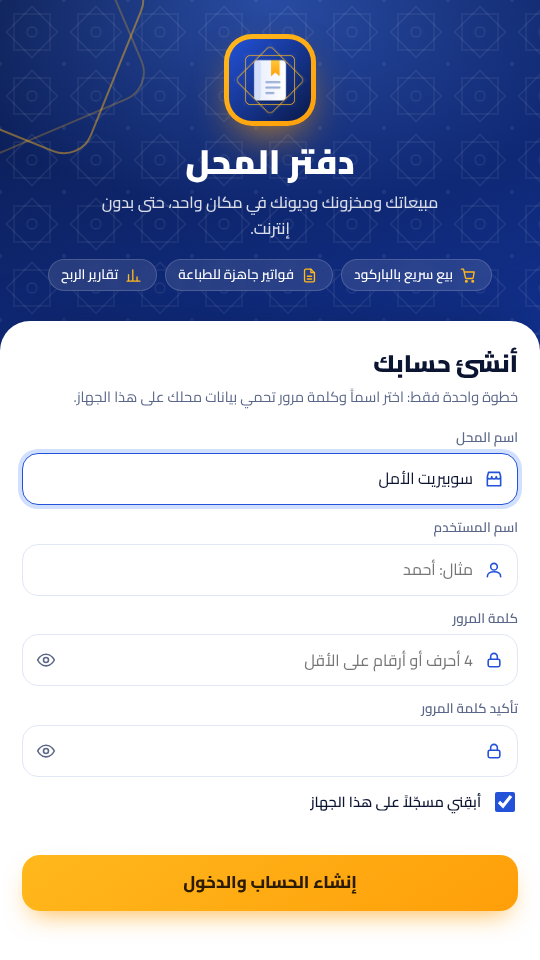 دفتر المحل
مبيعاتك ومخزونك وديونك في مكان واحد، حتى بدون
إنترنت.
بيع سريع بالباركود
فواتير جاهزة للطباعة
تقارير الربح
أنشئ حسابك
خطوة واحدة فقط: اختر اسماً وكلمة مرور تحمي بيانات محلك على هذا الجهاز.
اسم المحل
سوبيريت الأمل
اسم المستخدم
مثال: أحمد
كلمة المرور
4 أحرف أو أرقام على الأقل
تأكيد كلمة المرور
أبقِني مسجّلاً على هذا الجهاز
إنشاء الحساب والدخول